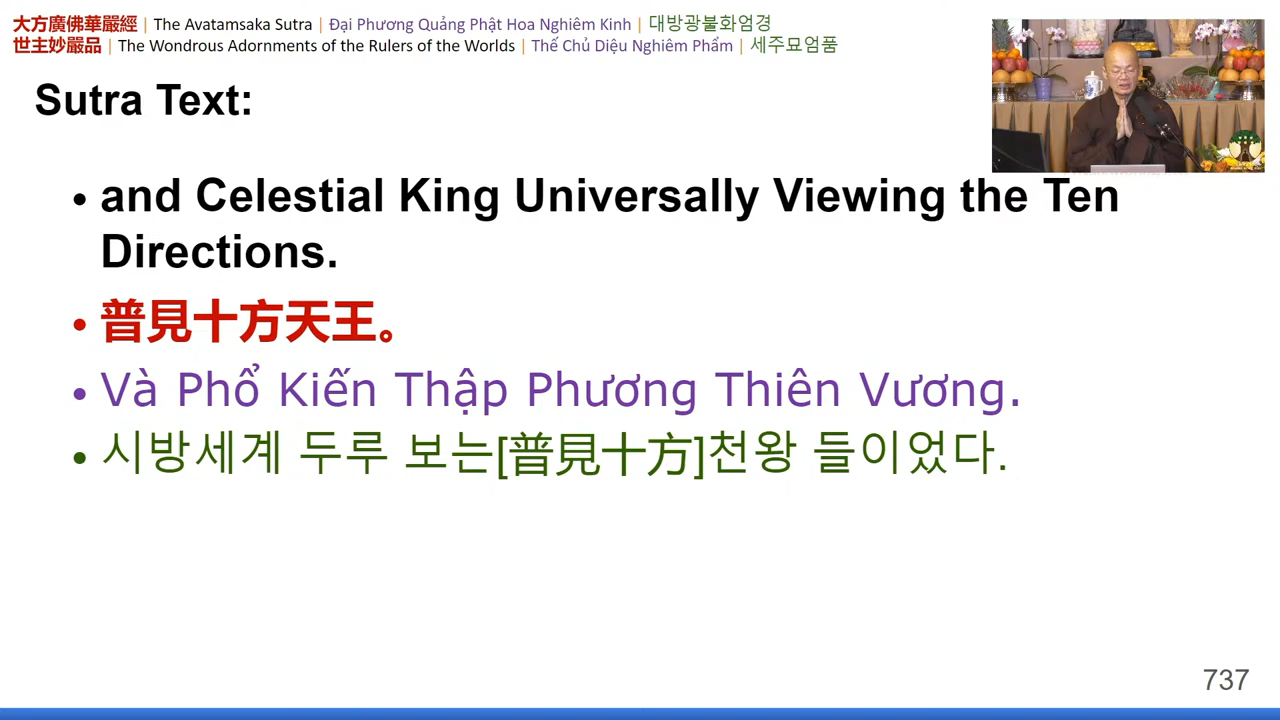 大方廣佛華嚴經 | The Avatamsaka Sutra | Đại Phương Quảng Phật Hoa Nghiêm Kinh | 대방광불화엄경
世主妙嚴品 | The Wondrous Adornments of the Rulers of the Worlds | Thế Chủ Diệu Nghiêm Phẩm | 세주묘엄품
Sutra Text:
• and Celestial King Universally Viewing the Ten
Directions.
• 普見十方天王。
• Và Phổ Kiến Thập Phương Thiên Vương.
• 시방세계 두루 보는[普見十方]천왕 들이었다.
737